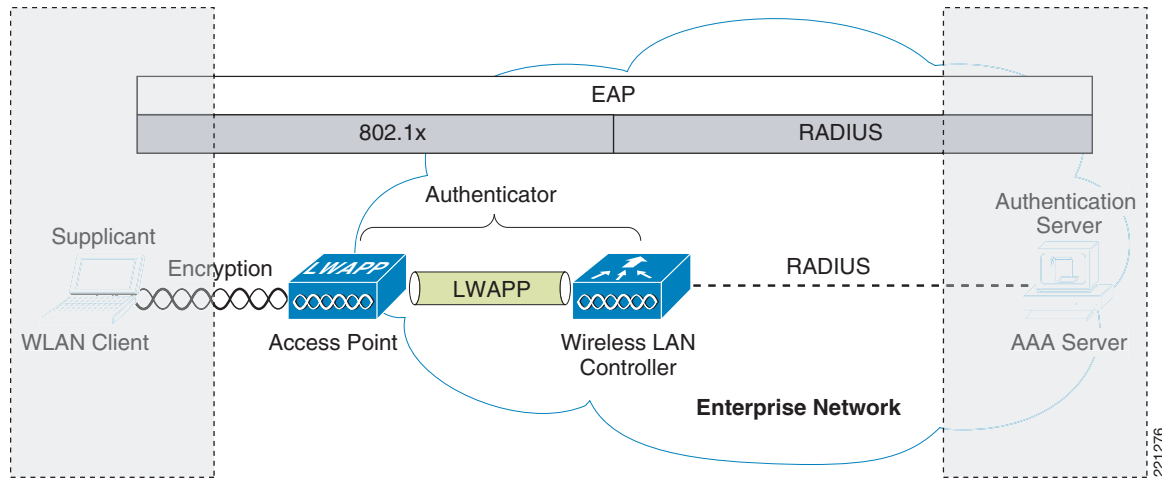 EAP
802.1x
RADIUS
Authenticator
Authentication
Server
Supplicant
Encryption
LWAPP
LWAPP
RADIUS
WLAN Client
Access Point
Wireless LAN
Controller
AAA Server
Enterprise Network
221276